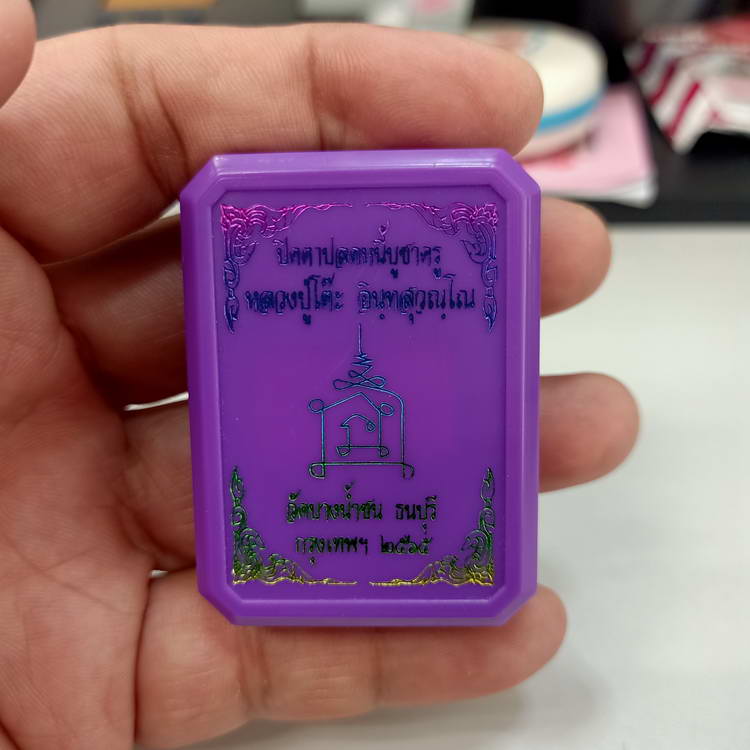 ปิดตาปลดหนี้บูชาครู
หลวงปู่โต๊ะ อินฺทสุวณฺโณ
วัดบางน้ำชน ธนบุรี
กรุงเทพฯ ๒๕๖๕